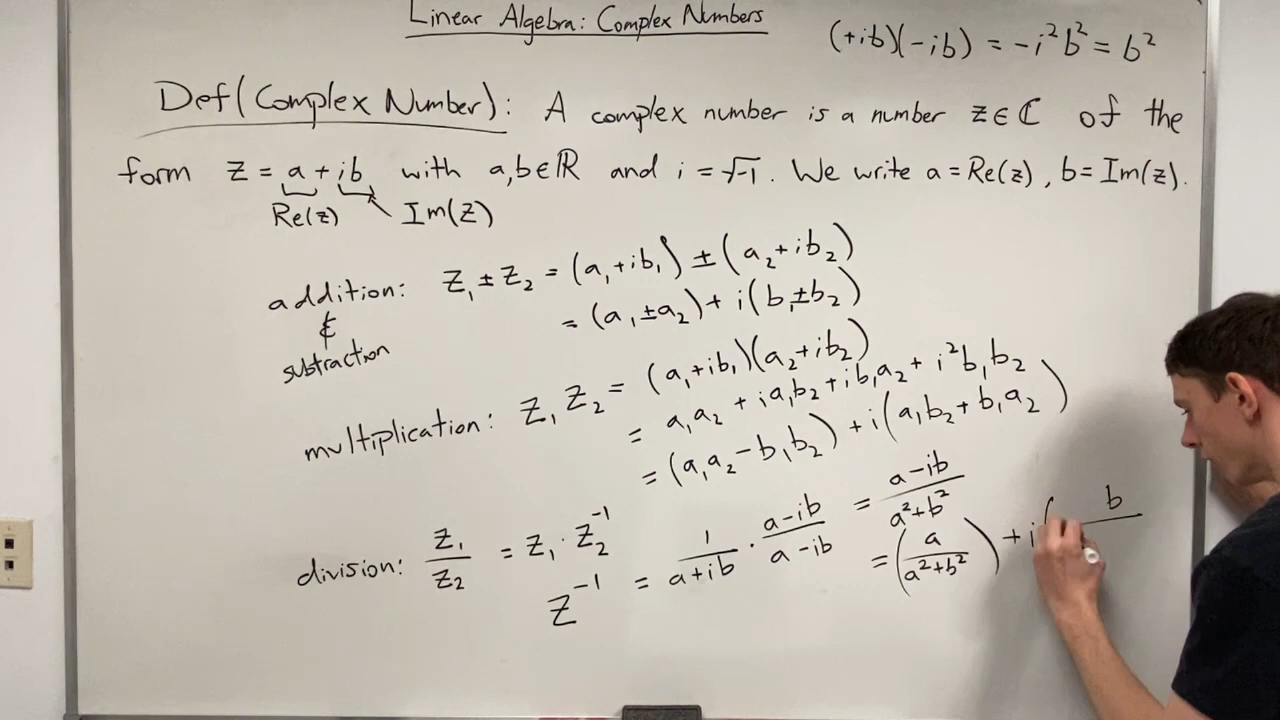 Linear Algebra: Complex Numbers
(+ib)(-ib) = -i²b² = b²
Def(Complex Number): A complex number is a number z∈ℂ of the
form z = a + ib with a,b∈ℝ and i = √-1. We write a = Re(z), b = Im(z).
Re(z) Im(z)
addition: z₁ ± z₂ = (a₁+ib₁) ± (a₂+ib₂)
&
= (a₁±a₂) + i(b₁±b₂)
subtraction
multiplication: z₁ z₂ = (a₁+ib₁)(a₂+ib₂)
= a₁a₂ + ia₁b₂ + ib₁a₂ + i²b₁b₂
= (a₁a₂ - b₁b₂) + i(a₁b₂ + b₁a₂)
division: z₁/z₂ = z₁ · z₂⁻¹
z⁻¹ = 1/(a+ib) · (a-ib)/(a-ib) = (a-ib)/(a²+b²)
= (a/(a²+b²)) + i( b